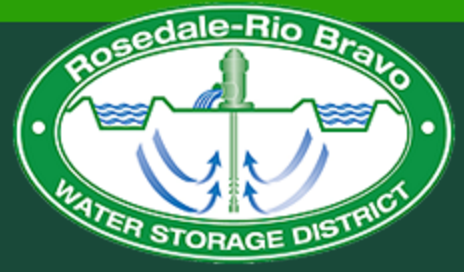 Rosedale-Rio Bravo
WATER STORAGE DISTRICT